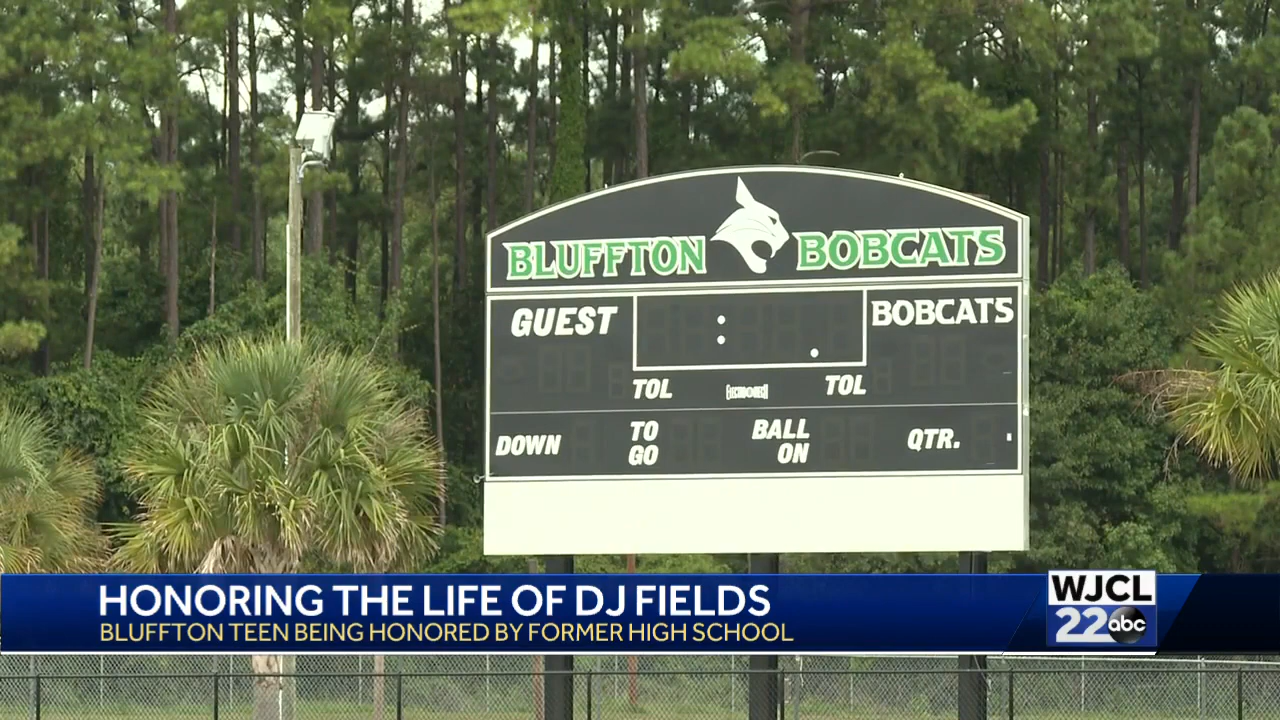 BLUFFTON BOBCATS
GUEST
BOBCATS
TOL
TOL
DOWN
TO
GO
BALL
ON
QTR.
HONORING THE LIFE OF DJ FIELDS
BLUFFTON TEEN BEING HONORED BY FORMER HIGH SCHOOL
WJCL
22 abc